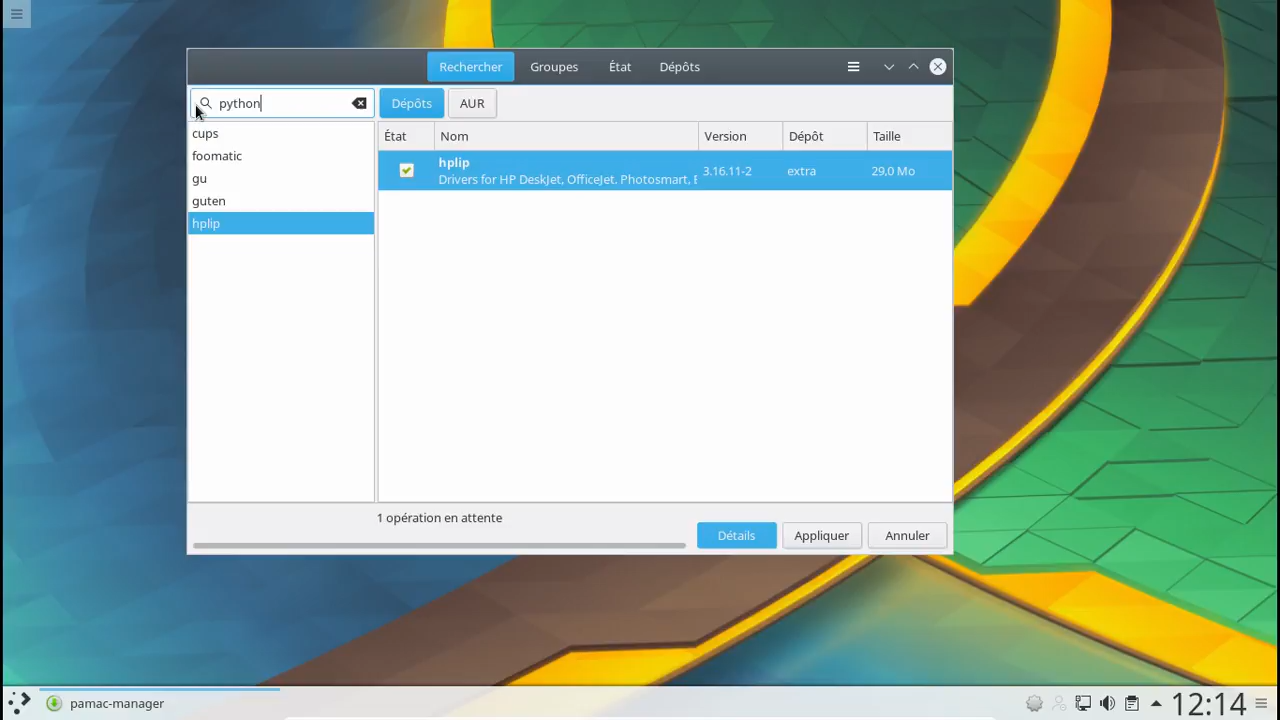 Rechercher Groupes État Dépôts
python Dépôts AUR
cups
foomatic
gu
guten
hplip
État Nom Version Dépôt Taille
hplip
Drivers for HP DeskJet, OfficeJet. Photosmart, 3.16.11-2 extra 29,0 Mo
1 opération en attente
Détails Appliquer Annuler
pamac-manager 12:14